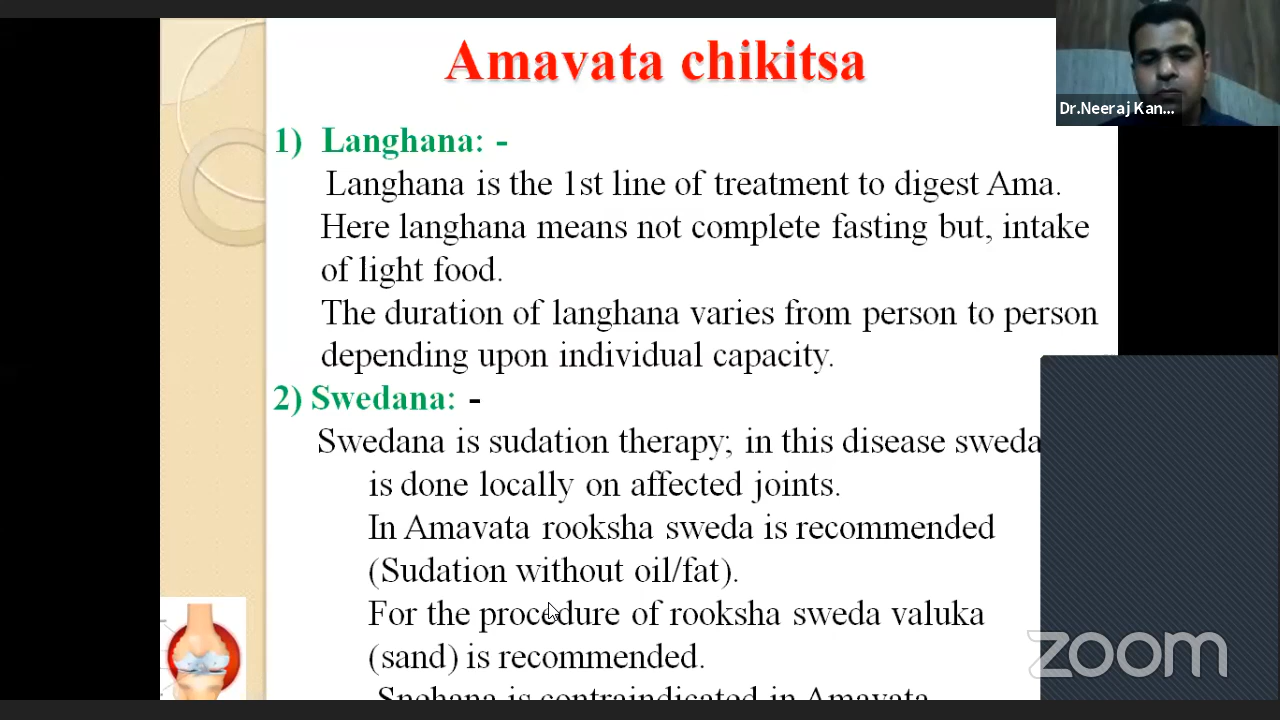 Amavata chikitsa
Dr.Neeraj Kan...
1) Langhana: -
Langhana is the 1st line of treatment to digest Ama.
Here langhana means not complete fasting but, intake
of light food.
The duration of langhana varies from person to person
depending upon individual capacity.
2) Swedana: -
Swedana is sudation therapy; in this disease sweda
is done locally on affected joints.
In Amavata rooksha sweda is recommended
(Sudation without oil/fat).
For the procedure of rooksha sweda valuka
(sand) is recommended.
Snehana is contraindicated in Amavata
zoom